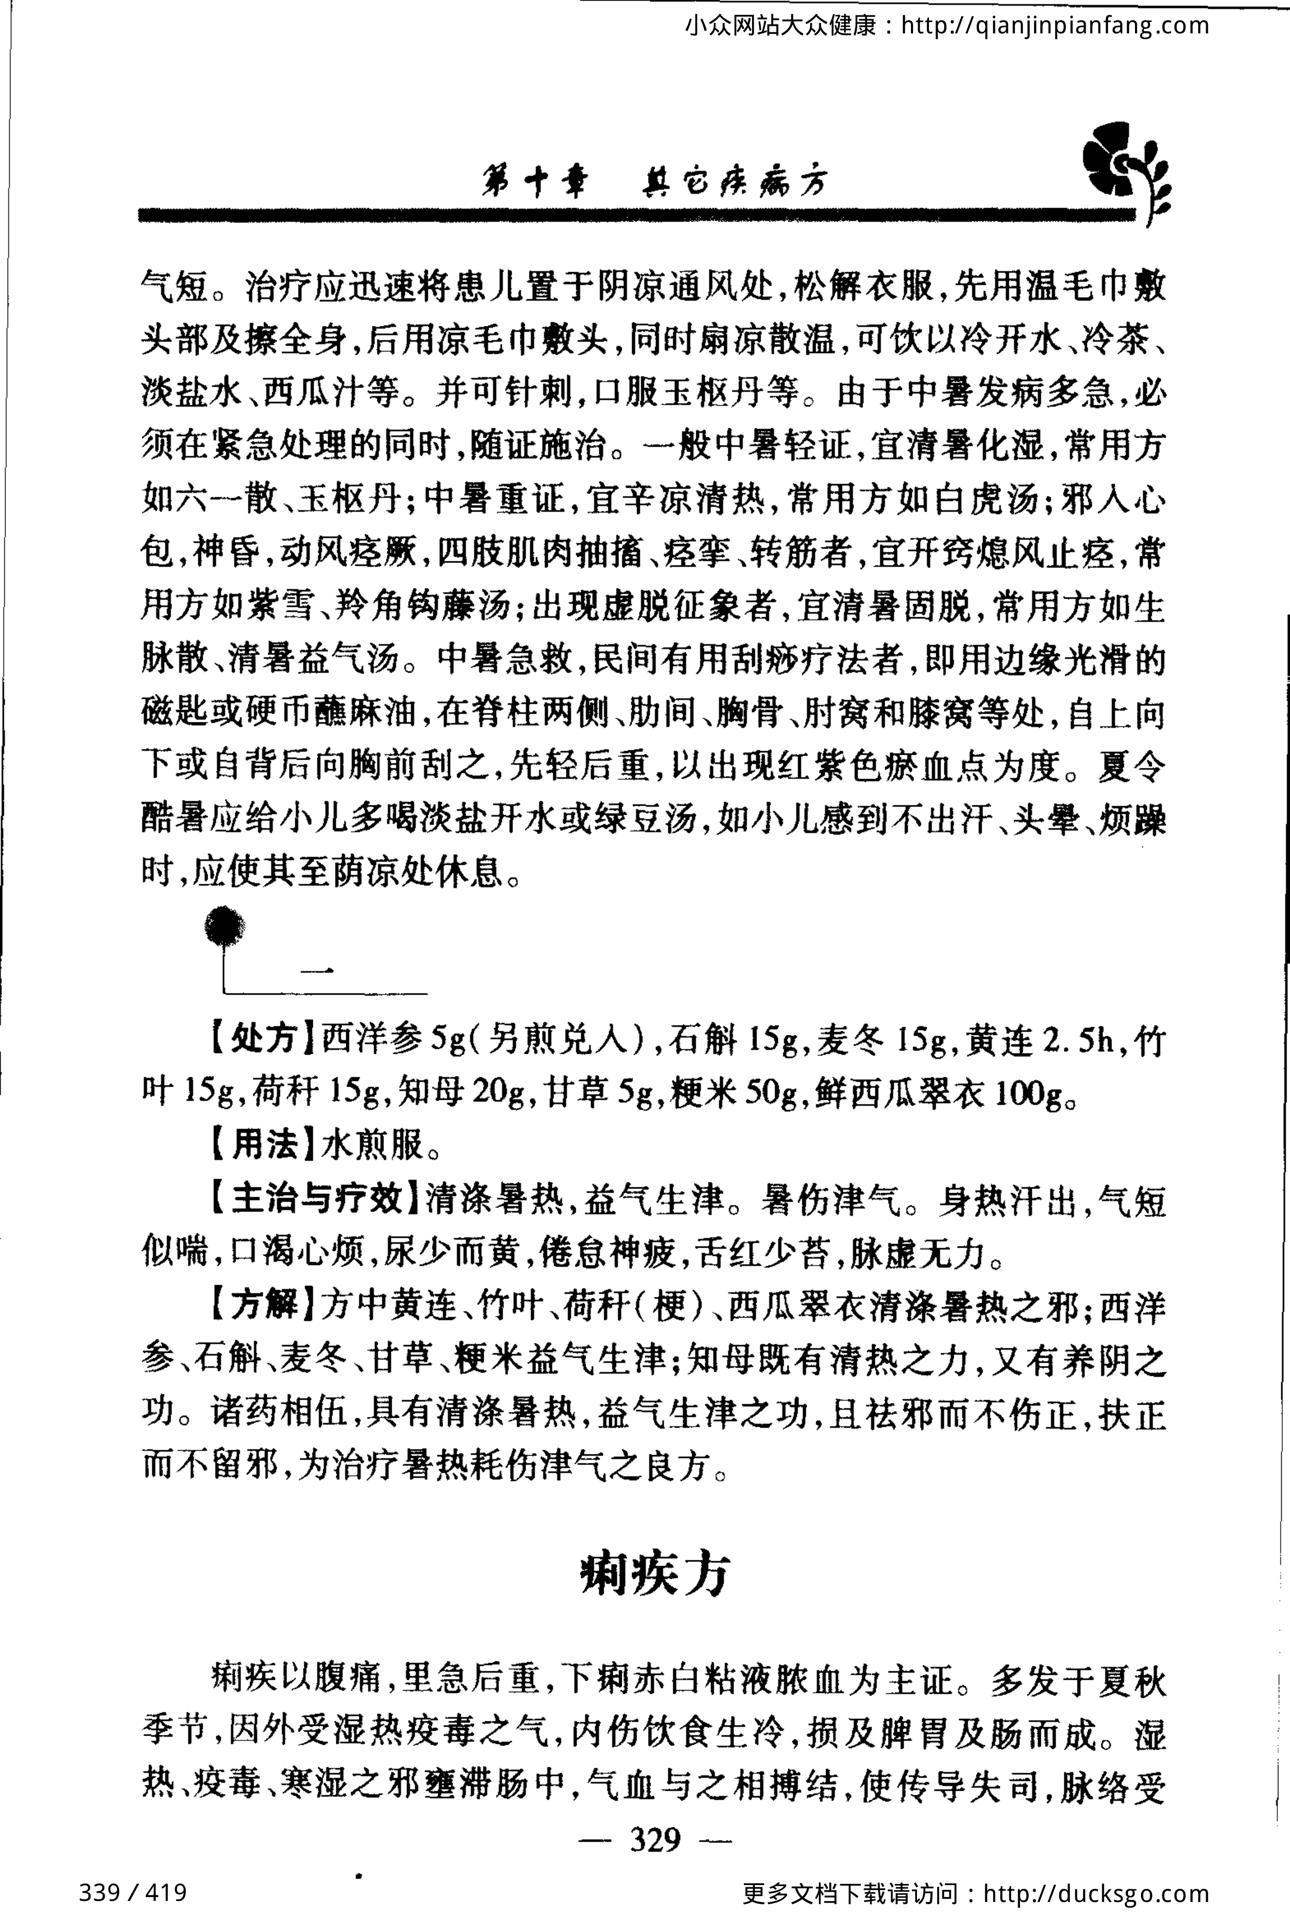 小众网站大众健康：http://qianjinpianfang.com
第十章 其它疾病方
气短。治疗应迅速将患儿置于阴凉通风处,松解衣服,先用温毛巾敷
头部及擦全身,后用凉毛巾敷头,同时扇凉散温,可饮以冷开水、冷茶、
淡盐水、西瓜汁等。并可针刺,口服玉枢丹等。由于中暑发病多急,必
须在紧急处理的同时,随证施治。一般中暑轻证,宜清暑化湿,常用方
如六一散、玉枢丹;中暑重证,宜辛凉清热,常用方如白虎汤;邪入心
包,神昏,动风痉厥,四肢肌肉抽搐、痉挛、转筋者,宜开窍熄风止痉,常
用方如紫雪、羚角钩藤汤;出现虚脱征象者,宜清暑固脱,常用方如生
脉散、清暑益气汤。中暑急救,民间有用刮痧疗法者,即用边缘光滑的
磁匙或硬币蘸麻油,在脊柱两侧、肋间、胸骨、肘窝和膝窝等处,自上向
下或自背后向胸前刮之,先轻后重,以出现红紫色瘀血点为度。夏令
酷暑应给小儿多喝淡盐开水或绿豆汤,如小儿感到不出汗、头晕、烦躁
时,应使其至荫凉处休息。
一
【处方】西洋参5g(另煎兑入),石斛15g,麦冬15g,黄连2.5h,竹
叶15g,荷秆15g,知母20g,甘草5g,粳米50g,鲜西瓜翠衣100g。
【用法】水煎服。
【主治与疗效】清涤暑热,益气生津。暑伤津气。身热汗出,气短
似喘,口渴心烦,尿少而黄,倦怠神疲,舌红少苔,脉虚无力。
【方解】方中黄连、竹叶、荷秆(梗)、西瓜翠衣清涤暑热之邪;西洋
参、石斛、麦冬、甘草、粳米益气生津;知母既有清热之力,又有养阴之
功。诸药相伍,具有清涤暑热,益气生津之功,且祛邪而不伤正,扶正
而不留邪,为治疗暑热耗伤津气之良方。
痢疾方
痢疾以腹痛,里急后重,下痢赤白粘液脓血为主证。多发于夏秋
季节,因外受湿热疫毒之气,内伤饮食生冷,损及脾胃及肠而成。湿
热、疫毒、寒湿之邪壅滞肠中,气血与之相搏结,使传导失司,脉络受
— 329 —
339 / 419
更多文档下载请访问：http://ducksgo.com